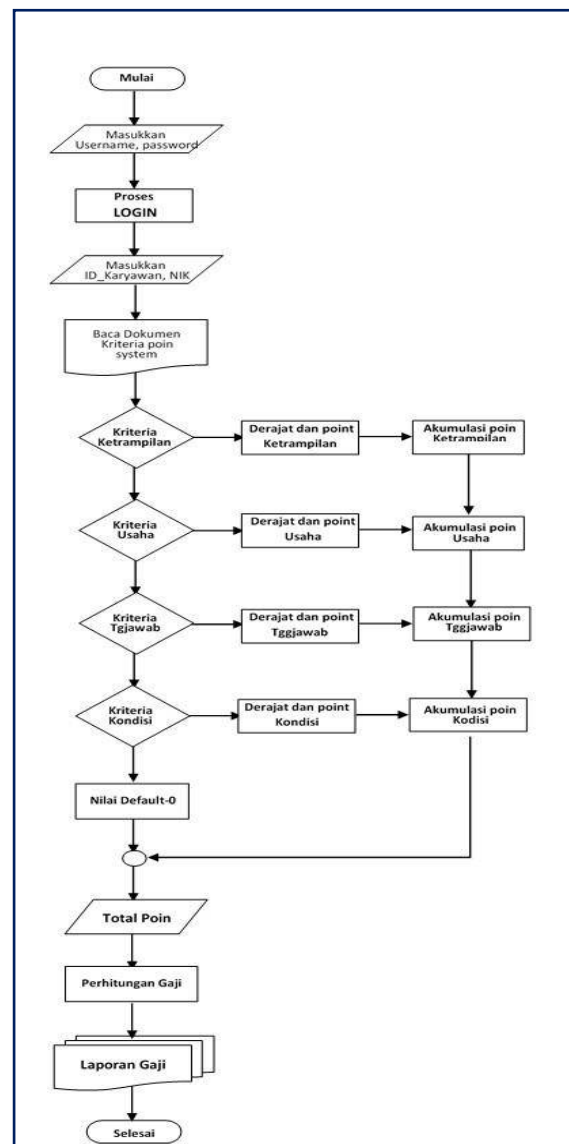 Mulai
Masukkan
Username, password
Proses
LOGIN
Masukkan
ID_Karyawan, NIK
Baca Dokumen
Kriteria poin
system
Kriteria
Ketrampilan
Derajat dan point
Ketrampilan
Akumulasi poin
Ketrampilan
Kriteria
Usaha
Derajat dan point
Usaha
Akumulasi poin
Usaha
Kriteria
Tgjawab
Derajat dan point
Tggjawab
Akumulasi poin
Tggjawab
Kriteria
Kondisi
Derajat dan point
Kondisi
Akumulasi poin
Kodisi
Nilai Default-0
Total Poin
Perhitungan Gaji
Laporan Gaji
Selesai